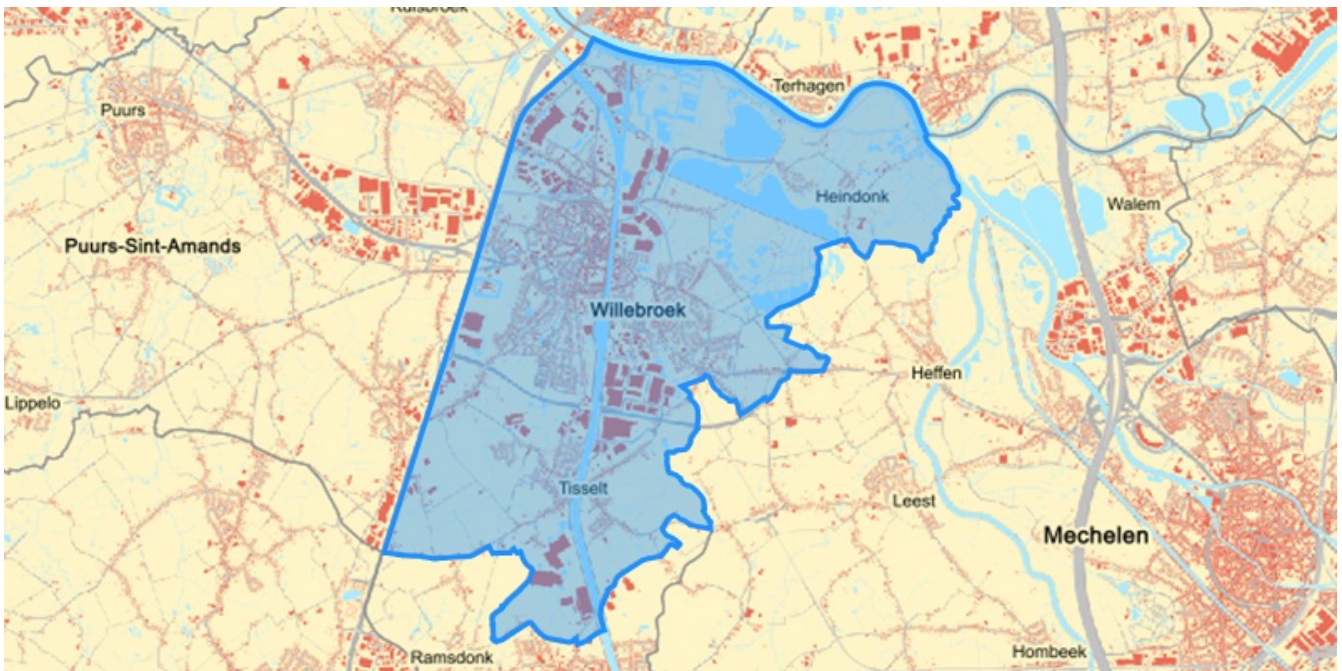 Terhagen
Puurs
Heindonk
Walem
Puurs-Sint-Amands
Willebroek
Heffen
Lippelo
Tisselt
Leest
Mechelen
Ramsdonk
Hombeek